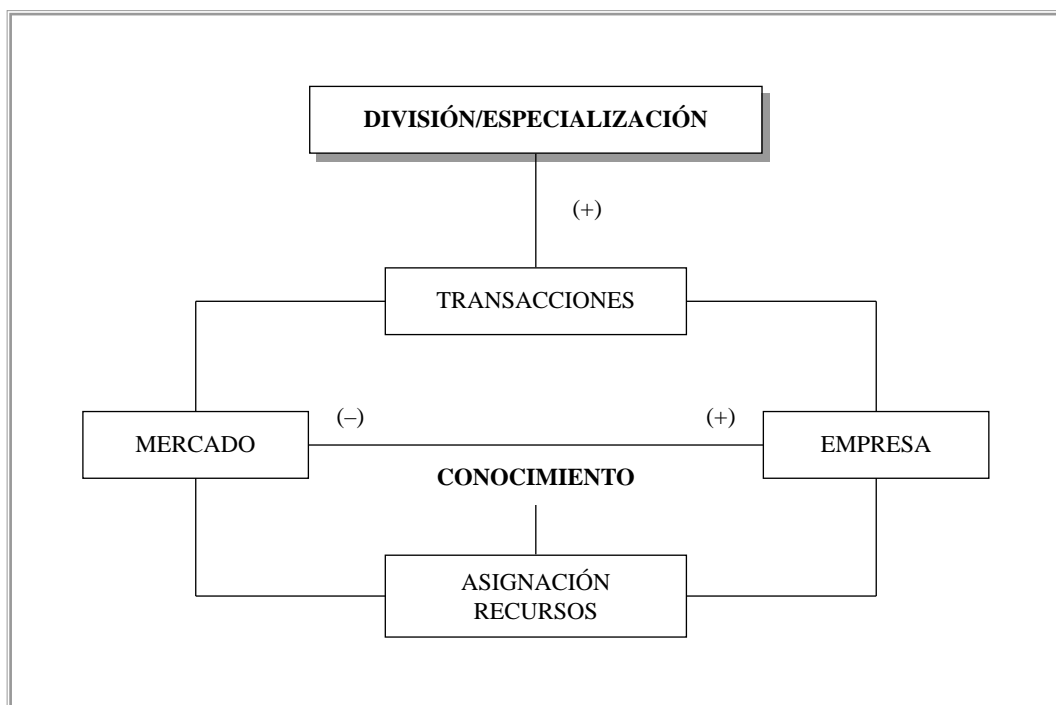 DIVISIÓN/ESPECIALIZACIÓN
(+)
TRANSACCIONES
(–) (+)
MERCADO EMPRESA
CONOCIMIENTO
ASIGNACIÓN
RECURSOS